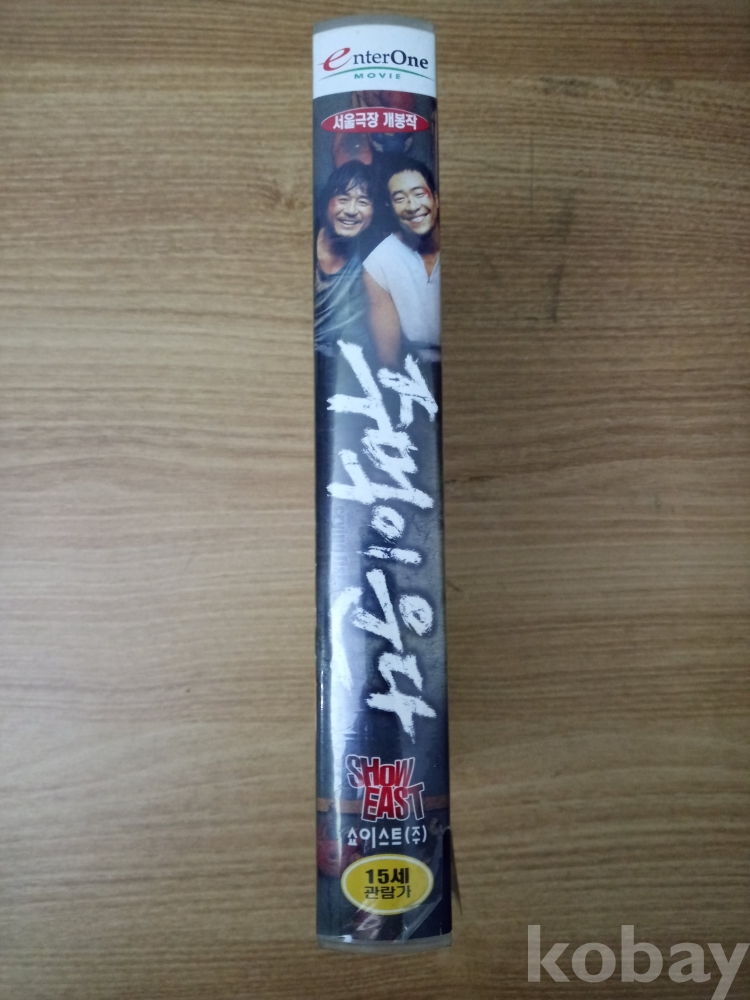 enterOne
MOVIE
서울극장 개봉작
주먹이 운다
SHOW
EAST
쇼이스트(주)
15세
관람가
kobay